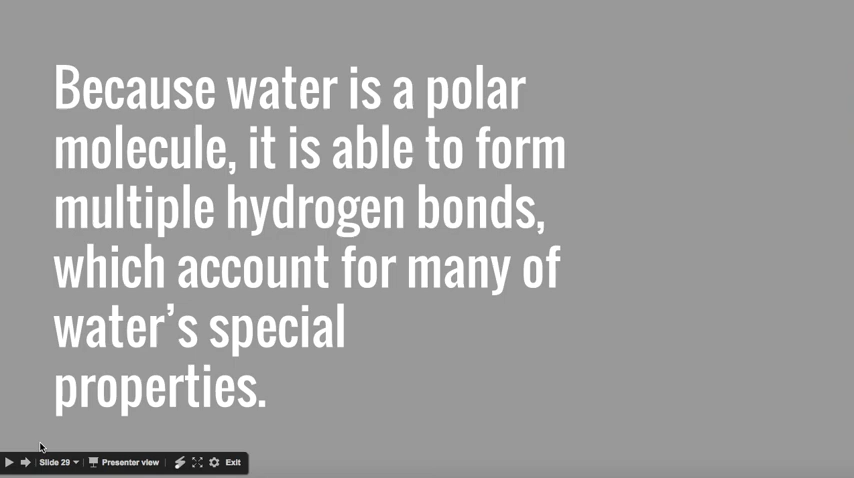 Because water is a polar
molecule, it is able to form
multiple hydrogen bonds,
which account for many of
water’s special
properties.
Slide 29
Presenter view
Exit